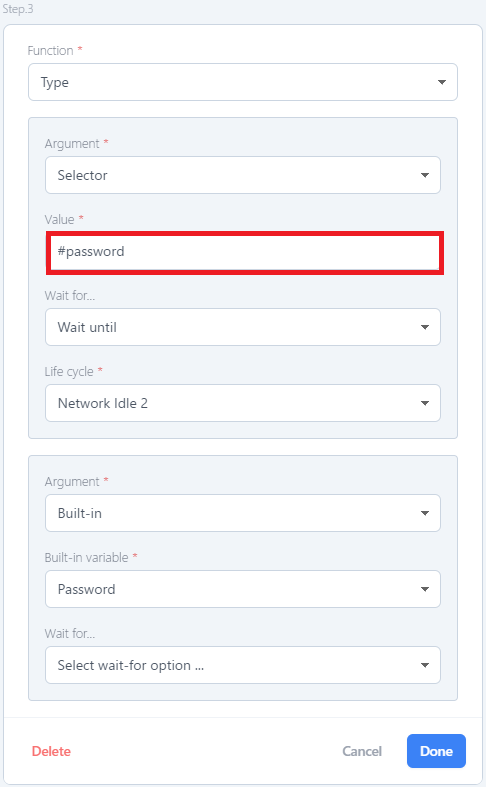 Step.3
Function *
Type
Argument *
Selector
Value *
#password
Wait for...
Wait until
Life cycle *
Network Idle 2
Argument *
Built-in
Built-in variable *
Password
Wait for...
Select wait-for option ...
Delete
Cancel
Done